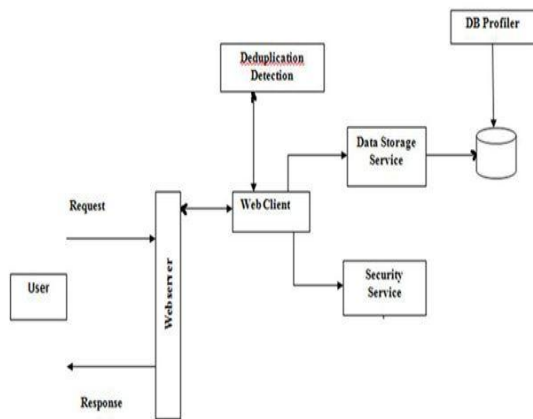 DB Profiler
Deduplication
Detection
Data Storage
Service
Web Client
Request
User
Webserver
Security
Service
Response